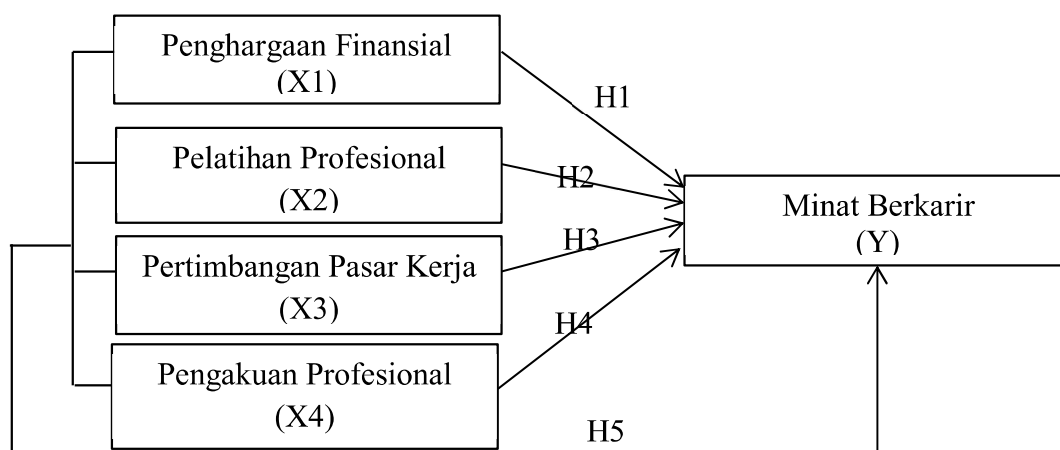 Penghargaan Finansial
(X1)
H1
Pelatihan Profesional
(X2)
H2
Minat Berkarir
(Y)
Pertimbangan Pasar Kerja
(X3)
H3
H4
Pengakuan Profesional
(X4)
H5